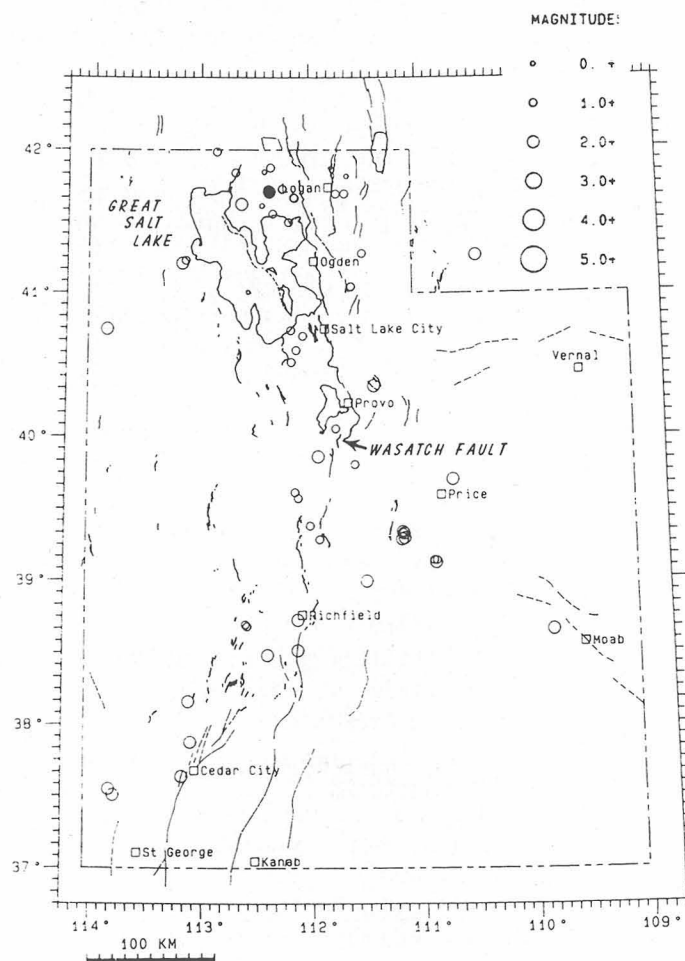 MAGNITUDE:
0. +
1.0+
2.0+
3.0+
4.0+
5.0+
42°
41°
40°
39°
38°
37°
GREAT
SALT
LAKE
Logan
Ogden
Salt Lake City
Vernal
Provo
WASATCH FAULT
Price
Richfield
Moab
Cedar City
St George
Kanab
114°
113°
112°
111°
110°
109°
100 KM